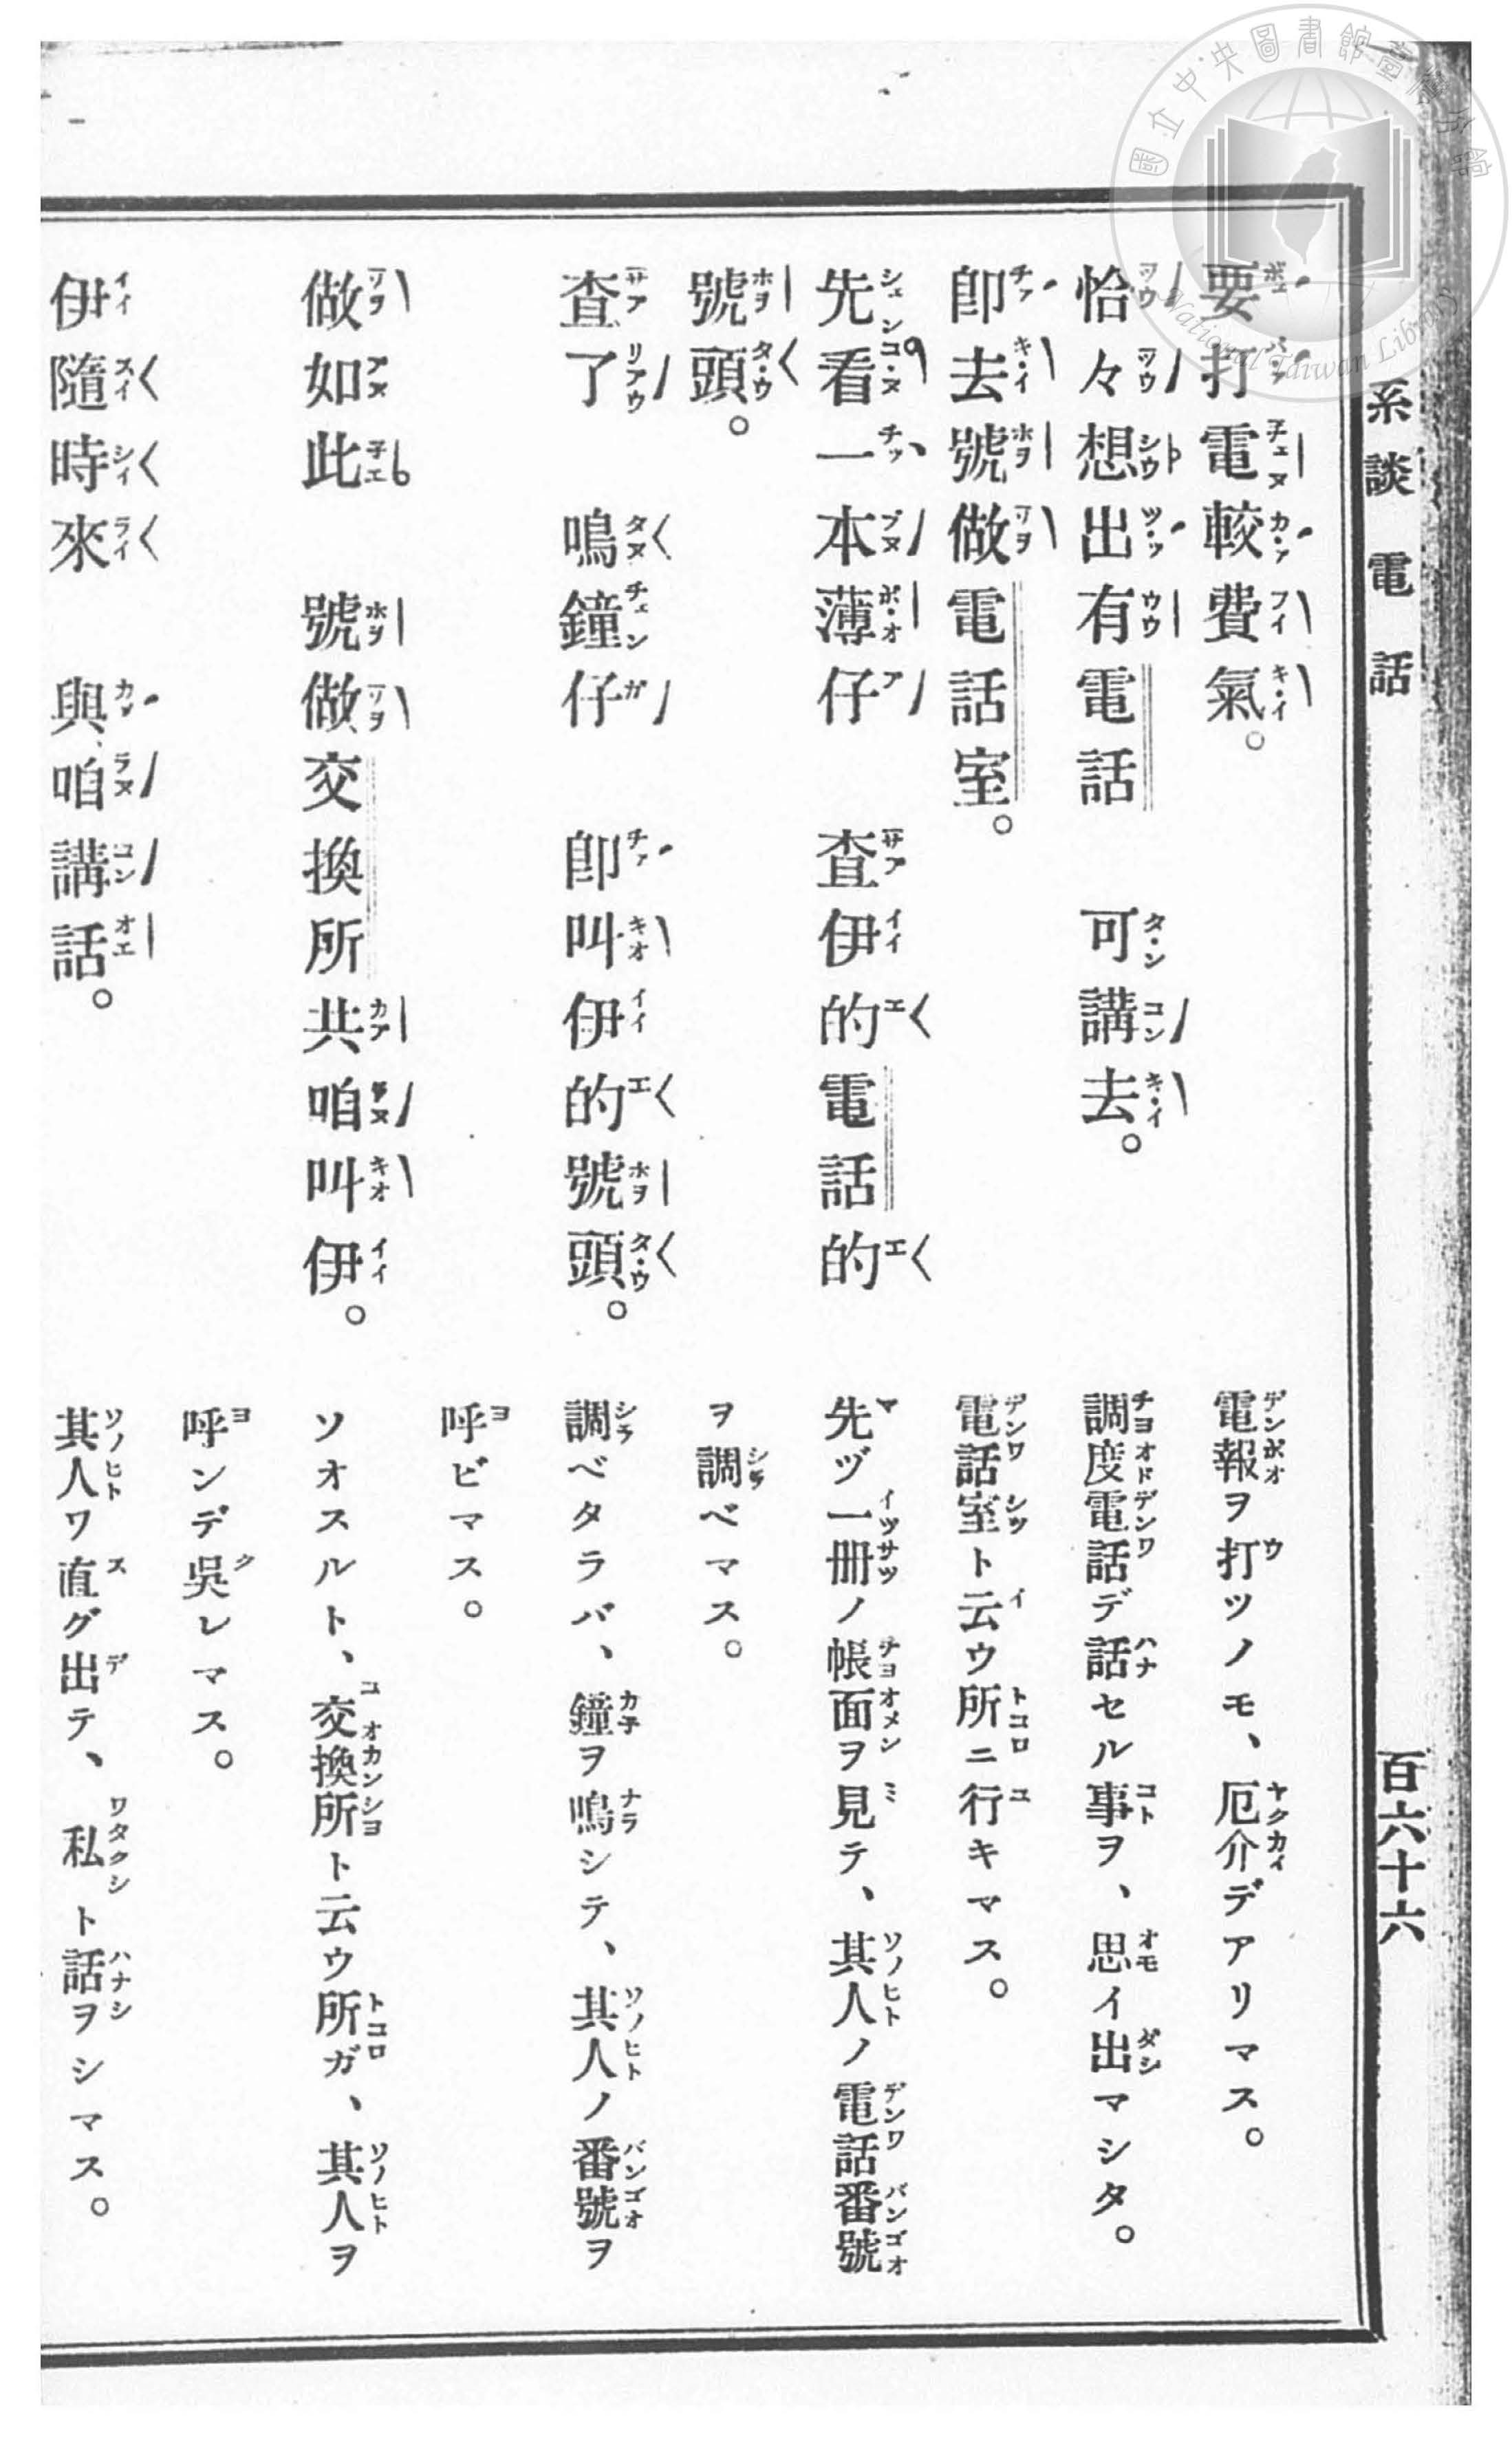 系談 電話
百六十六
要打電較費氣。
恰々想出有電話 可講去。
卽去號做電話室。
先看一本薄仔 查伊的電話的
號頭。
查了 鳴鐘仔 卽叫伊的號頭。
做如此 號做交換所共咱叫伊。
伊隨時來 與咱講話。
電報ヲ打ツノモ、厄介デアリマス。
調度電話デ話セル事ヲ、思イ出マシタ。
電話室ト云ウ所ニ行キマス。
先ヅ一冊ノ帳面ヲ見テ、其人ノ電話番號
ヲ調ベマス。
調ベタラバ、鐘ヲ鳴シテ、其人ノ番號ヲ
呼ビマス。
ソオスルト、交換所ト云ウ所ガ、其人ヲ
呼ンデ吳レマス。
其人ワ直グ出テ、私ト話ヲシマス。
國立中央圖書館臺灣分館
National Taiwan Library